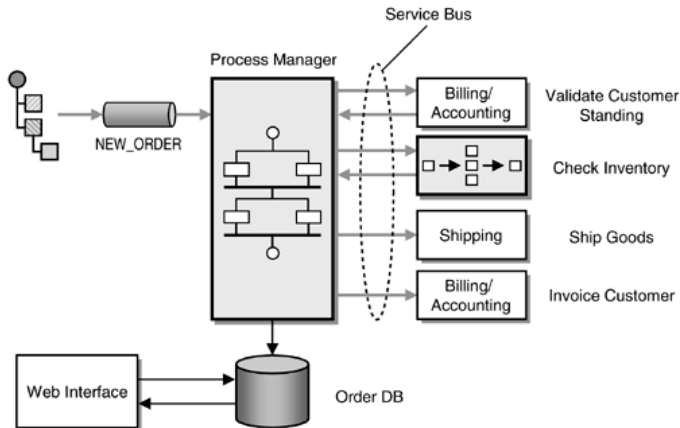 Service Bus
Process Manager
NEW_ORDER
Billing/
Accounting
Validate Customer
Standing
Check Inventory
Shipping
Ship Goods
Billing/
Accounting
Invoice Customer
Web Interface
Order DB